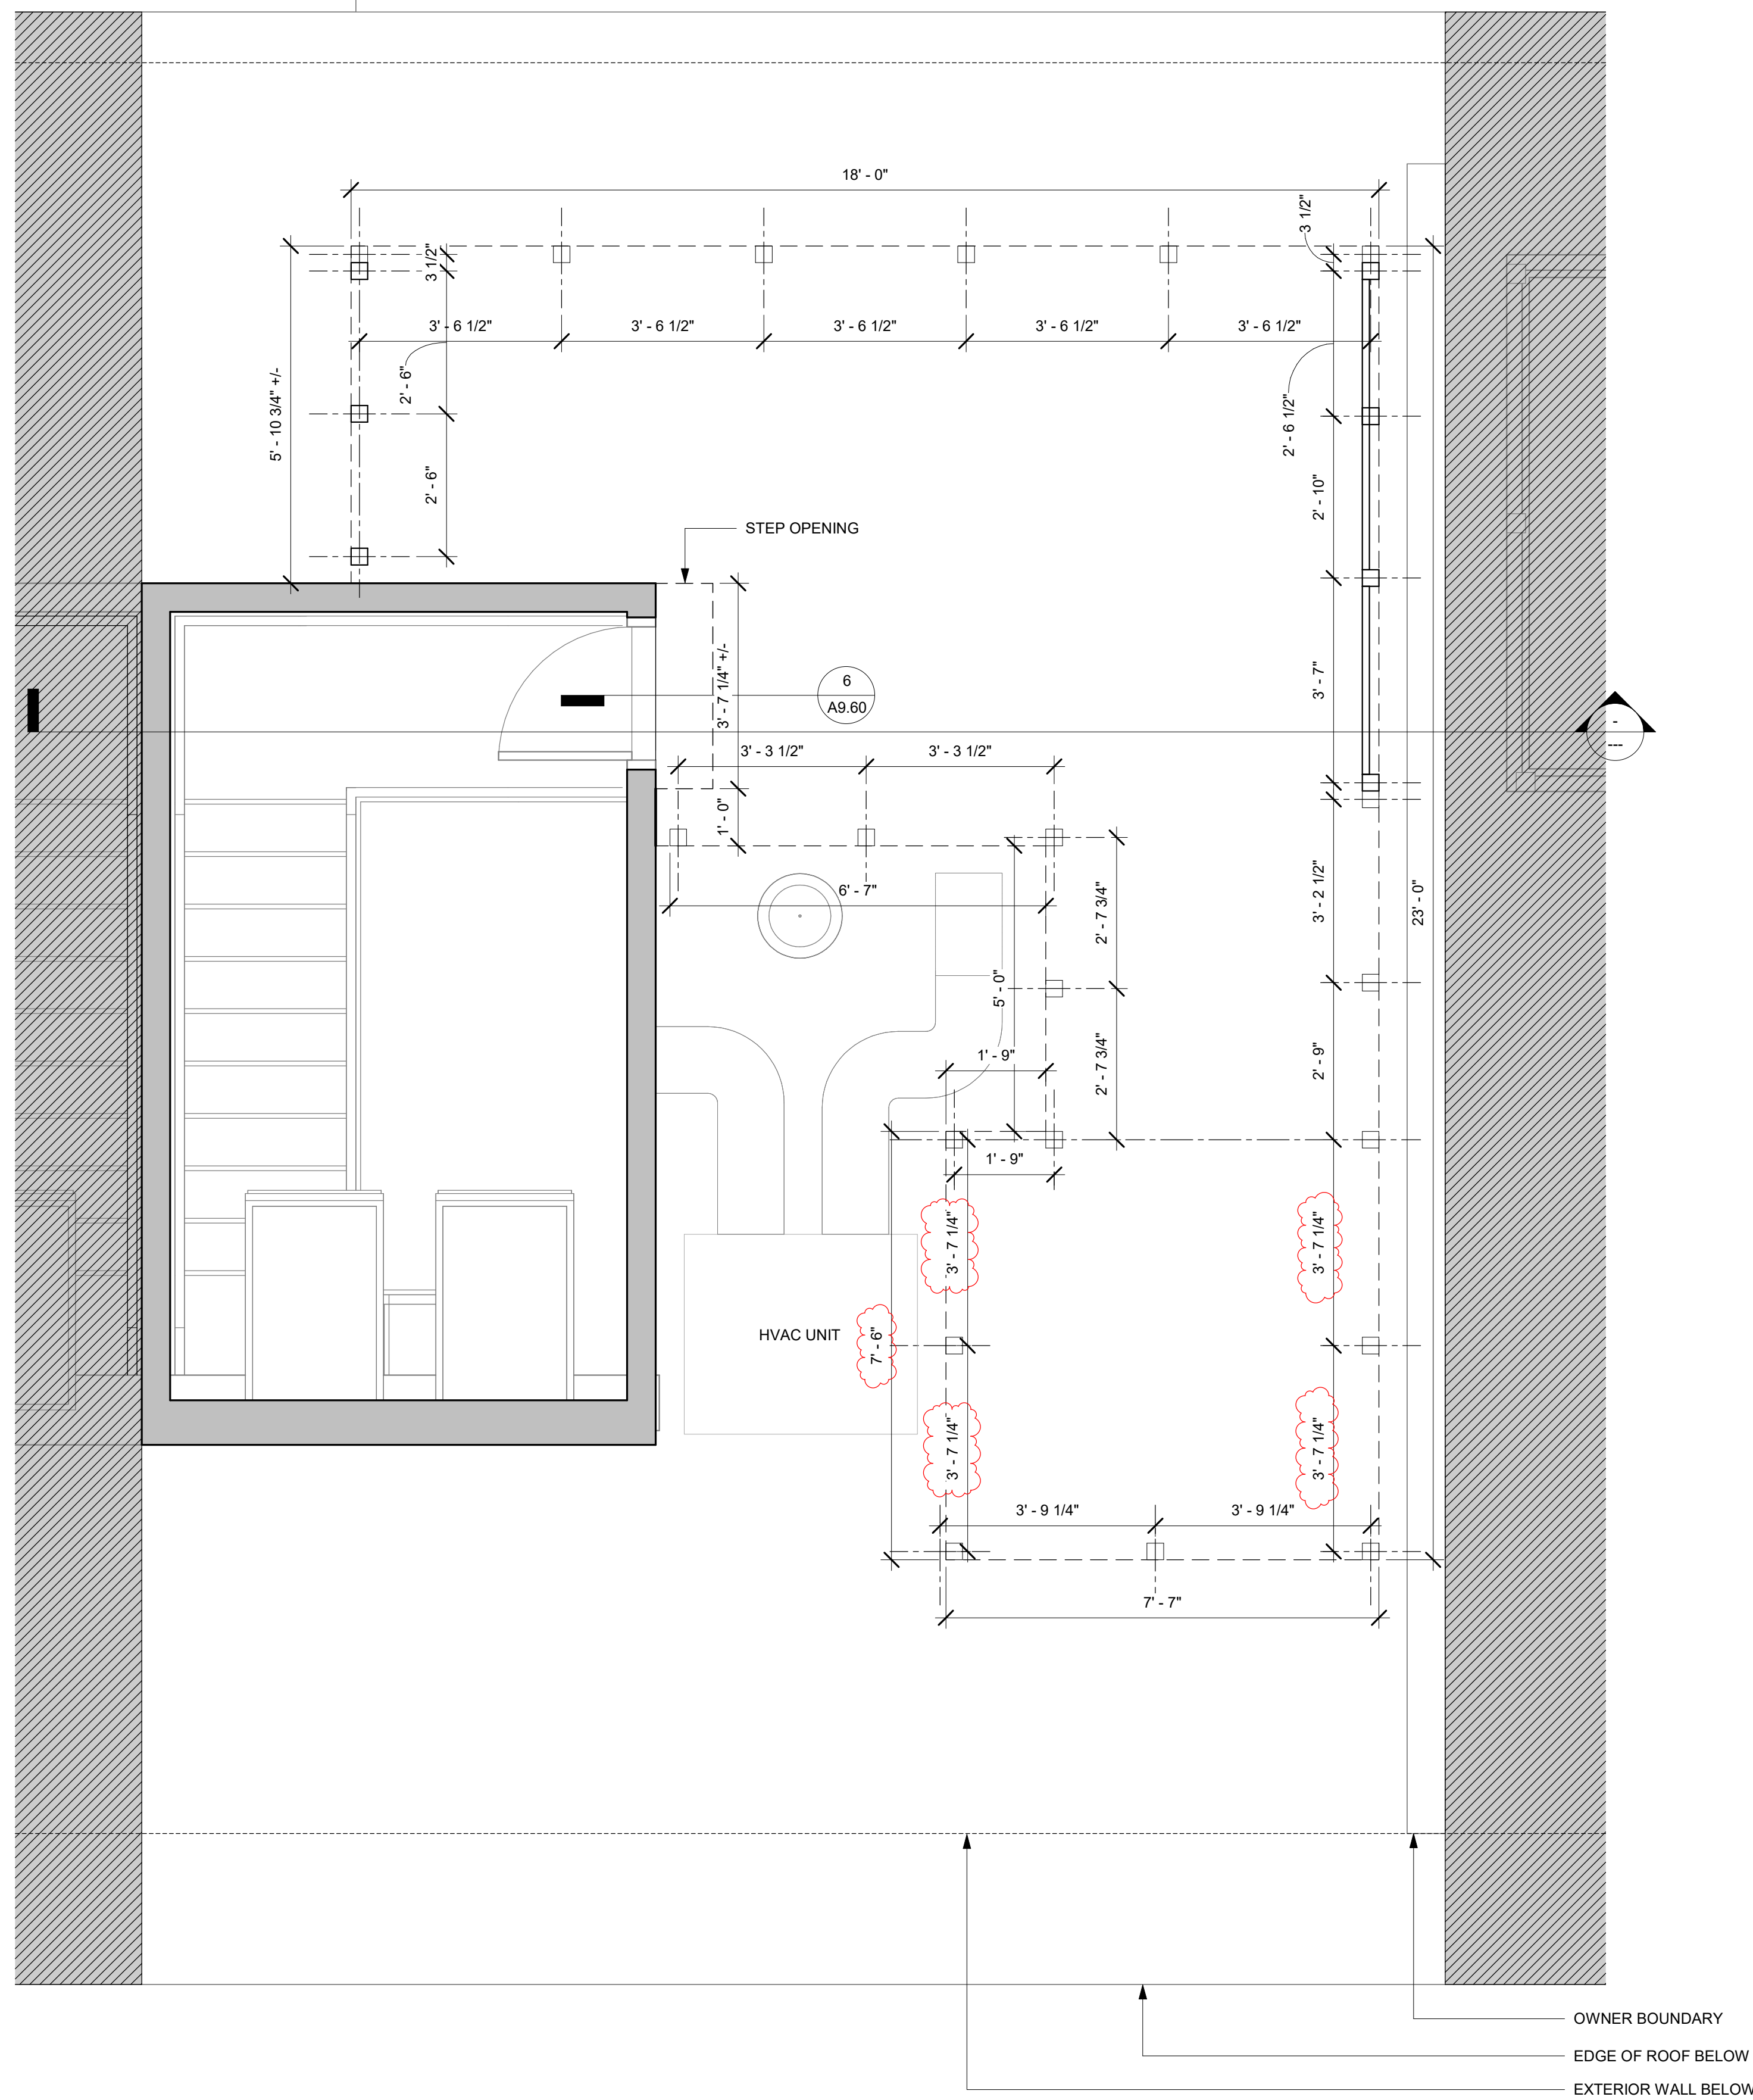 18' - 0"
3 1/2"
3 1/2"
3' - 6 1/2"
3' - 6 1/2"
3' - 6 1/2"
3' - 6 1/2"
3' - 6 1/2"
5' - 10 3/4" +/-
2' - 6"
2' - 6 1/2"
2' - 6"
2' - 10"
STEP OPENING
3' - 7 1/4" +/-
3' - 7"
6
A9.60
-
---
3' - 3 1/2"
3' - 3 1/2"
1' - 0"
6' - 7"
2' - 7 3/4"
3' - 2 1/2"
23' - 0"
5' - 0"
1' - 9"
2' - 7 3/4"
2' - 9"
1' - 9"
3' - 7 1/4"
3' - 7 1/4"
HVAC UNIT
7' - 6"
3' - 7 1/4"
3' - 7 1/4"
3' - 9 1/4"
3' - 9 1/4"
7' - 7"
OWNER BOUNDARY
EDGE OF ROOF BELOW
EXTERIOR WALL BELOW